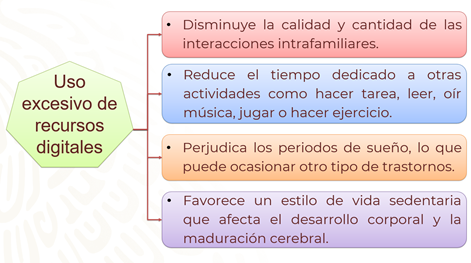 Uso
excesivo de
recursos
digitales
• Disminuye la calidad y cantidad de las
interacciones intrafamiliares.
• Reduce el tiempo dedicado a otras
actividades como hacer tarea, leer, oír
música, jugar o hacer ejercicio.
• Perjudica los periodos de sueño, lo que
puede ocasionar otro tipo de trastornos.
• Favorece un estilo de vida sedentaria
que afecta el desarrollo corporal y la
maduración cerebral.